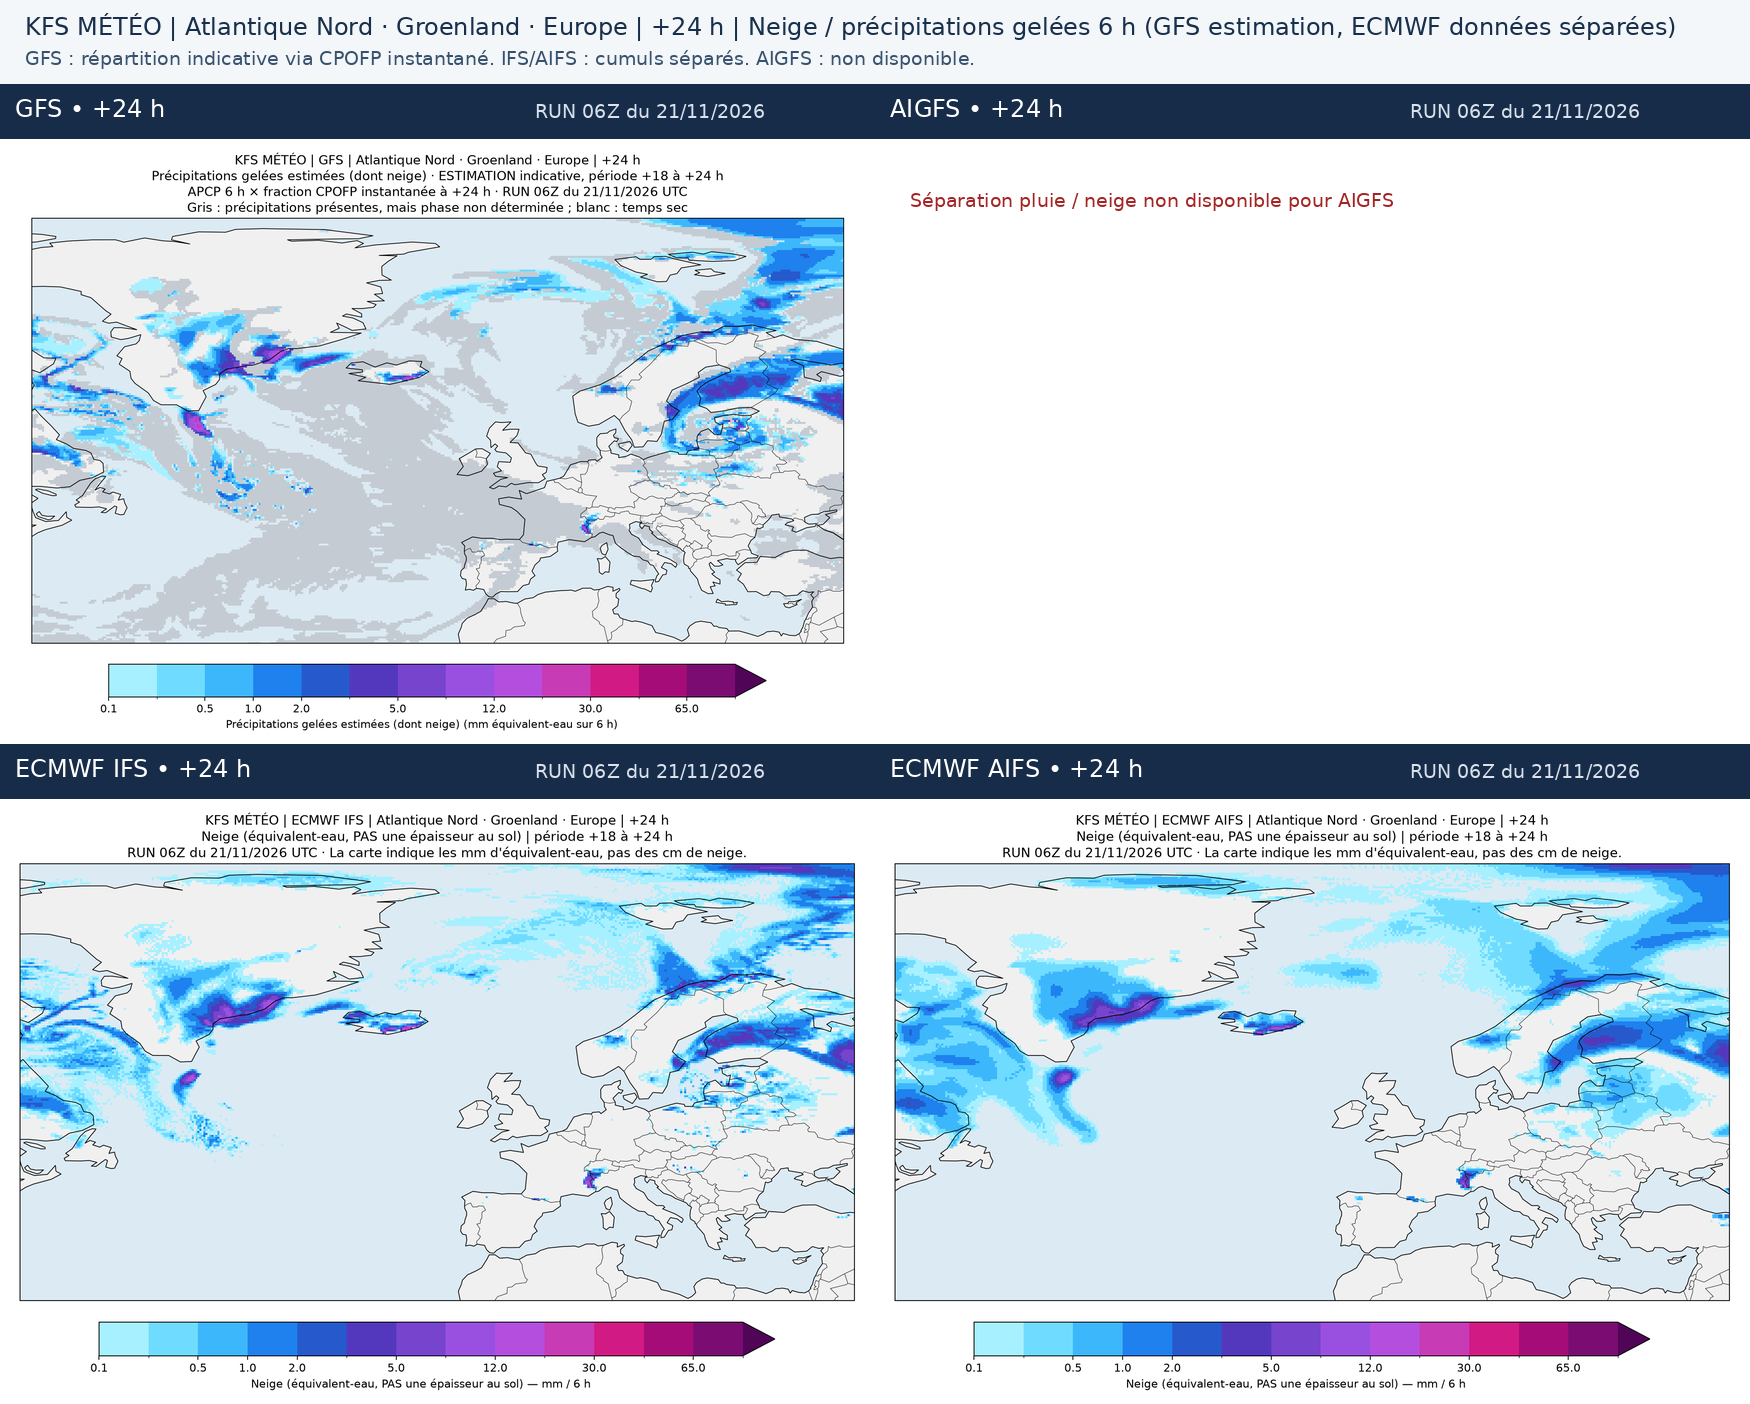 KFS MÉTÉO | Atlantique Nord · Groenland · Europe | +24 h | Neige / précipitations gelées 6 h (GFS estimation, ECMWF données séparées)
GFS : répartition indicative via CPOFP instantané. IFS/AIFS : cumuls séparés. AIGFS : non disponible.
GFS • +24 h
RUN 06Z du 21/11/2026
AIGFS • +24 h
RUN 06Z du 21/11/2026
KFS MÉTÉO | GFS | Atlantique Nord · Groenland · Europe | +24 h
Précipitations gelées estimées (dont neige) · ESTIMATION indicative, période +18 à +24 h
APCP 6 h × fraction CPOFP instantanée à +24 h · RUN 06Z du 21/11/2026 UTC
Gris : précipitations présentes, mais phase non déterminée ; blanc : temps sec
Séparation pluie / neige non disponible pour AIGFS
0.1 0.5 1.0 2.0 5.0 12.0 30.0 65.0
Précipitations gelées estimées (dont neige) (mm équivalent-eau sur 6 h)
ECMWF IFS • +24 h
RUN 06Z du 21/11/2026
ECMWF AIFS • +24 h
RUN 06Z du 21/11/2026
KFS MÉTÉO | ECMWF IFS | Atlantique Nord · Groenland · Europe | +24 h
Neige (équivalent-eau, PAS une épaisseur au sol) | période +18 à +24 h
RUN 06Z du 21/11/2026 UTC · La carte indique les mm d'équivalent-eau, pas des cm de neige.
KFS MÉTÉO | ECMWF AIFS | Atlantique Nord · Groenland · Europe | +24 h
Neige (équivalent-eau, PAS une épaisseur au sol) | période +18 à +24 h
RUN 06Z du 21/11/2026 UTC · La carte indique les mm d'équivalent-eau, pas des cm de neige.
0.1 0.5 1.0 2.0 5.0 12.0 30.0 65.0
Neige (équivalent-eau, PAS une épaisseur au sol) — mm / 6 h
0.1 0.5 1.0 2.0 5.0 12.0 30.0 65.0
Neige (équivalent-eau, PAS une épaisseur au sol) — mm / 6 h